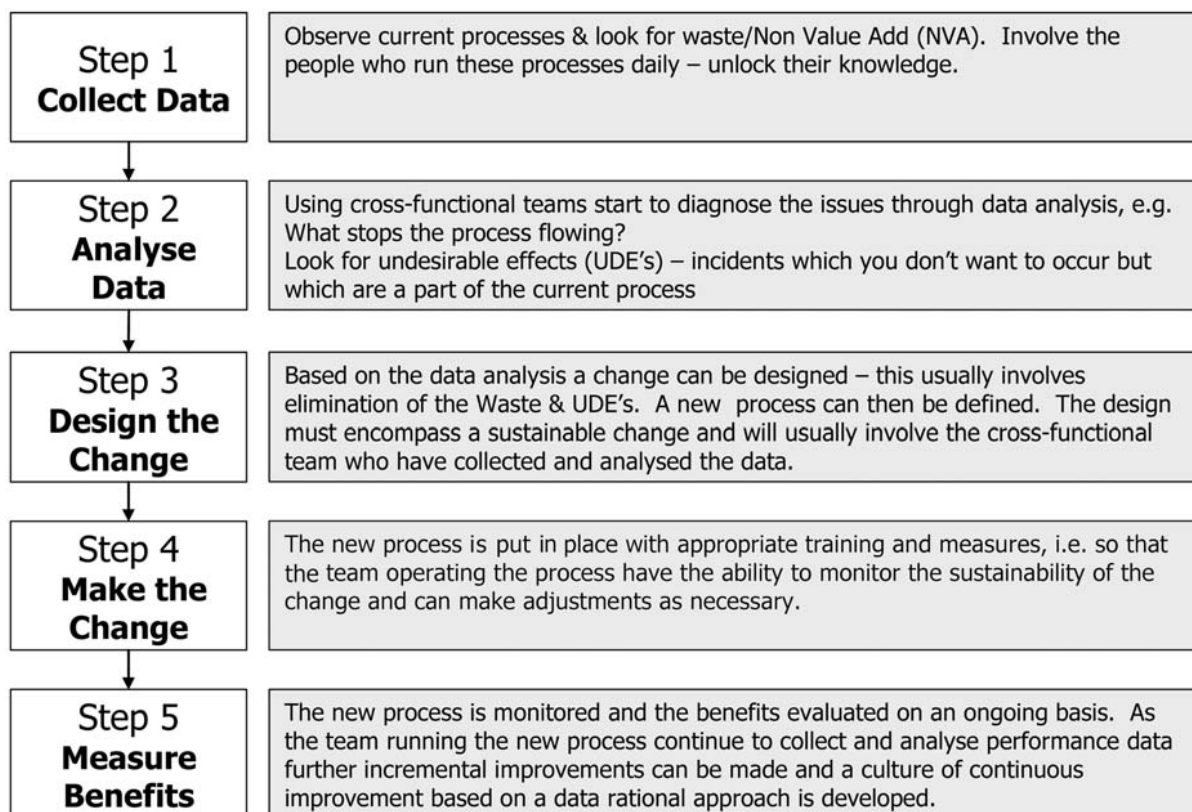 Step 1
Collect Data
Observe current processes & look for waste/Non Value Add (NVA).  Involve the
people who run these processes daily – unlock their knowledge.
Step 2
Analyse
Data
Using cross-functional teams start to diagnose the issues through data analysis, e.g.
What stops the process flowing?
Look for undesirable effects (UDE's) – incidents which you don't want to occur but
which are a part of the current process
Step 3
Design the
Change
Based on the data analysis a change can be designed – this usually involves
elimination of the Waste & UDE's.  A new  process can then be defined.  The design
must encompass a sustainable change and will usually involve the cross-functional
team who have collected and analysed the data.
Step 4
Make the
Change
The new process is put in place with appropriate training and measures, i.e. so that
the team operating the process have the ability to monitor the sustainability of the
change and can make adjustments as necessary.
Step 5
Measure
Benefits
The new process is monitored and the benefits evaluated on an ongoing basis.  As
the team running the new process continue to collect and analyse performance data
further incremental improvements can be made and a culture of continuous
improvement based on a data rational approach is developed.